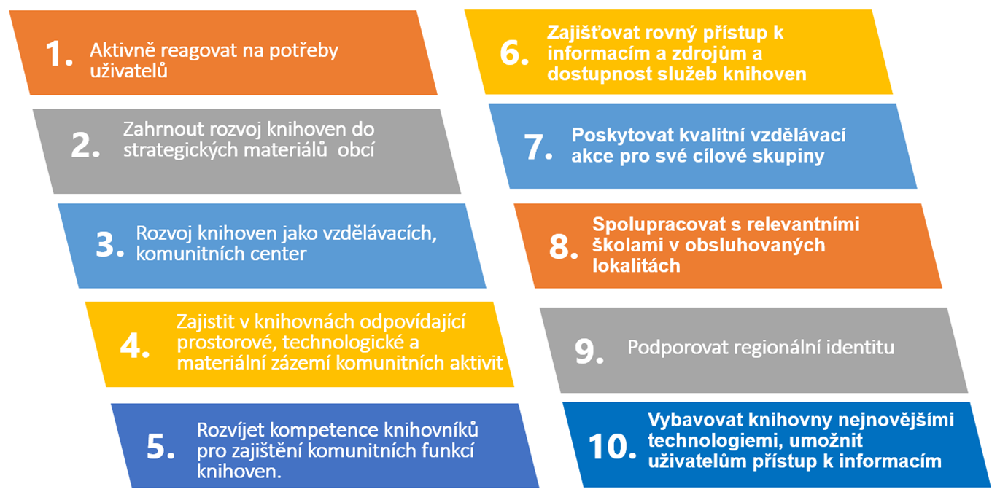 1. Aktivně reagovat na potřeby
uživatelů
2. Zahrnout rozvoj knihoven do
strategických materiálů obcí
3. Rozvoj knihoven jako vzdělávacích,
komunitních center
4. Zajistit v knihovnách odpovídající
prostorové, technologické a
materiální zázemí komunitních aktivit
5. Rozvíjet kompetence knihovníků
pro zajištění komunitních funkcí
knihoven.
6. Zajišťovat rovný přístup k
informacím a zdrojům a
dostupnost služeb knihoven
7. Poskytovat kvalitní vzdělávací
akce pro své cílové skupiny
8. Spolupracovat s relevantními
školami v obsluhovaných
lokalitách
9. Podporovat regionální identitu
10. Vybavovat knihovny nejnovějšími
technologiemi, umožnit
uživatelům přístup k informacím